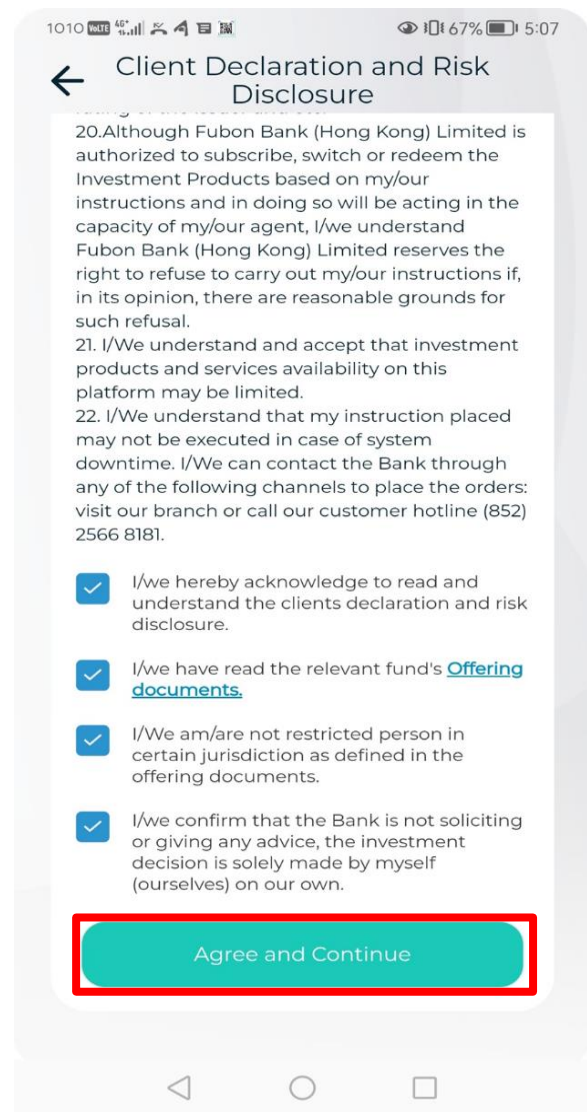 1010 VoLTE 4G+ 67% 5:07
Client Declaration and Risk
Disclosure
20.Although Fubon Bank (Hong Kong) Limited is
authorized to subscribe, switch or redeem the
Investment Products based on my/our
instructions and in doing so will be acting in the
capacity of my/our agent, I/we understand
Fubon Bank (Hong Kong) Limited reserves the
right to refuse to carry out my/our instructions if,
in its opinion, there are reasonable grounds for
such refusal.
21. I/We understand and accept that investment
products and services availability on this
platform may be limited.
22. I/We understand that my instruction placed
may not be executed in case of system
downtime. I/We can contact the Bank through
any of the following channels to place the orders:
visit our branch or call our customer hotline (852)
2566 8181.
I/we hereby acknowledge to read and
understand the clients declaration and risk
disclosure.
I/we have read the relevant fund's Offering
documents.
I/We am/are not restricted person in
certain jurisdiction as defined in the
offering documents.
I/we confirm that the Bank is not soliciting
or giving any advice, the investment
decision is solely made by myself
(ourselves) on our own.
Agree and Continue